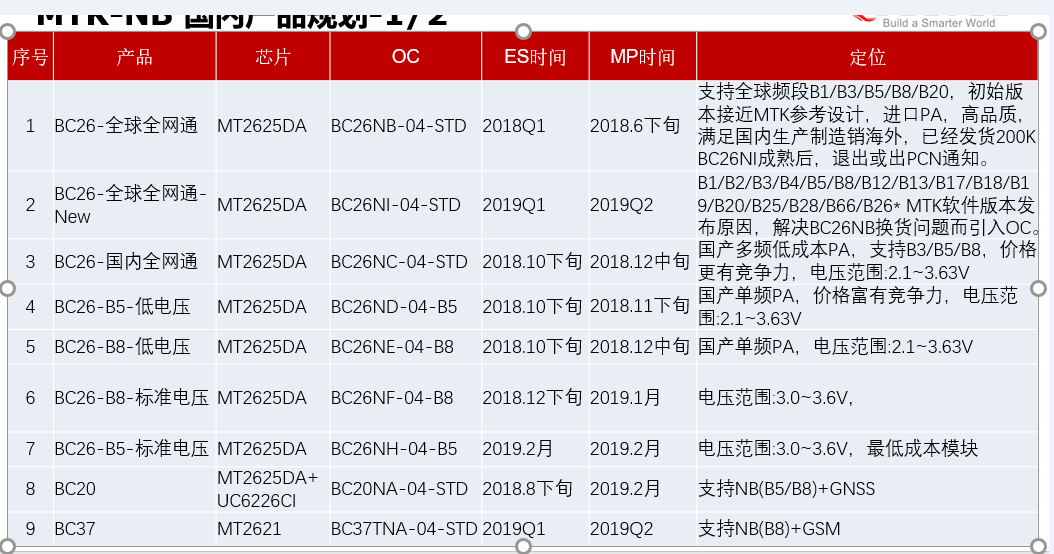 MTK-NB 国内产品规划-1/2
Build a Smarter World
序号 产品 芯片 OC ES时间 MP时间 定位
1 BC26-全球全网通 MT2625DA BC26NB-04-STD 2018Q1 2018.6下旬 支持全球频段B1/B3/B5/B8/B20，初始版
本接近MTK参考设计，进口PA，高品质，
满足国内生产制造销海外，已经发货200K
BC26NI成熟后，退出或出PCN通知。
2 BC26-全球全网通-
New MT2625DA BC26NI-04-STD 2019Q1 2019Q2 B1/B2/B3/B4/B5/B8/B12/B13/B17/B18/B1
9/B20/B25/B28/B66/B26* MTK软件版本发
布原因，解决BC26NB换货问题而引入OC。
3 BC26-国内全网通 MT2625DA BC26NC-04-STD 2018.10下旬 2018.12中旬 国产多频低成本PA，支持B3/B5/B8，价格
更有竞争力，电压范围:2.1~3.63V
4 BC26-B5-低电压 MT2625DA BC26ND-04-B5 2018.10下旬 2018.11下旬 国产单频PA，价格富有竞争力，电压范
围:2.1~3.63V
5 BC26-B8-低电压 MT2625DA BC26NE-04-B8 2018.10下旬 2018.12中旬 国产单频PA，电压范围:2.1~3.63V
6 BC26-B8-标准电压 MT2625DA BC26NF-04-B8 2018.12下旬 2019.1月 电压范围:3.0~3.6V，
7 BC26-B5-标准电压 MT2625DA BC26NH-04-B5 2019.2月 2019.2月 电压范围:3.0~3.6V，最低成本模块
8 BC20 MT2625DA+
UC6226CI BC20NA-04-STD 2018.8下旬 2019.2月 支持NB(B5/B8)+GNSS
9 BC37 MT2621 BC37TNA-04-STD 2019Q1 2019Q2 支持NB(B8)+GSM